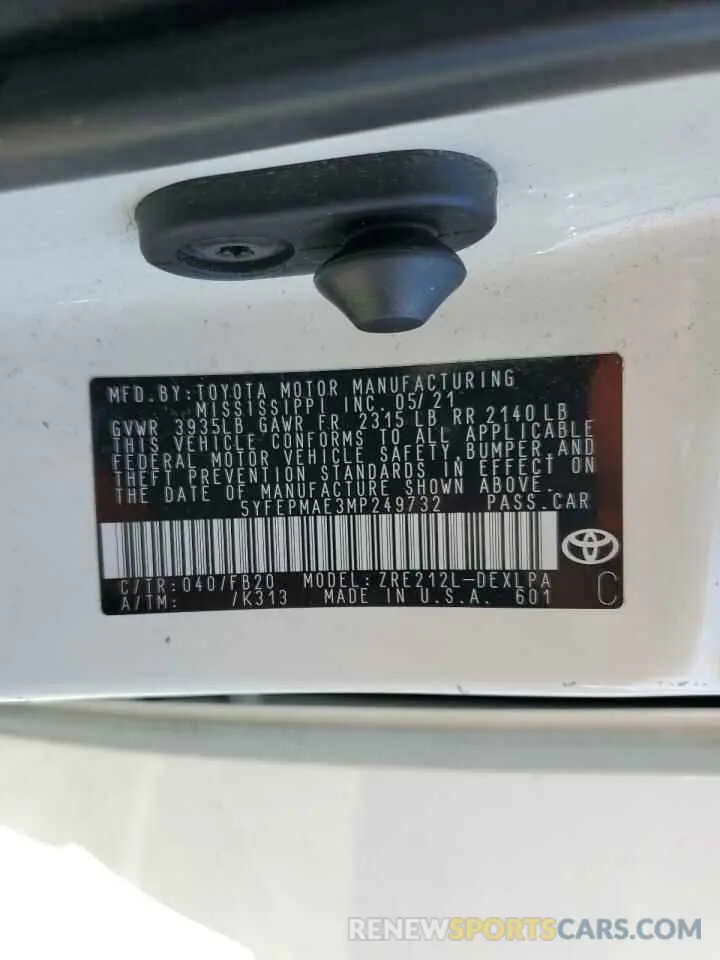 MFD.BY:TOYOTA MOTOR MANUFACTURING
MISSISSIPPI, INC. 05/21
GVWR 3935LB GAWR FR 2315 LB RR 2140 LB
THIS VEHICLE CONFORMS TO ALL APPLICABLE
FEDERAL MOTOR VEHICLE SAFETY,BUMPER,AND
THEFT PREVENTION STANDARDS IN EFFECT ON
THE DATE OF MANUFACTURE SHOWN ABOVE.
5YFEPMAE3MP249732 PASS.CAR
C/TR:040/FB20 MODEL:ZRE212L-DEXLPA
A/TM: /K313 MADE IN U.S.A. 601 C
RENEWSPORTSCARS.COM